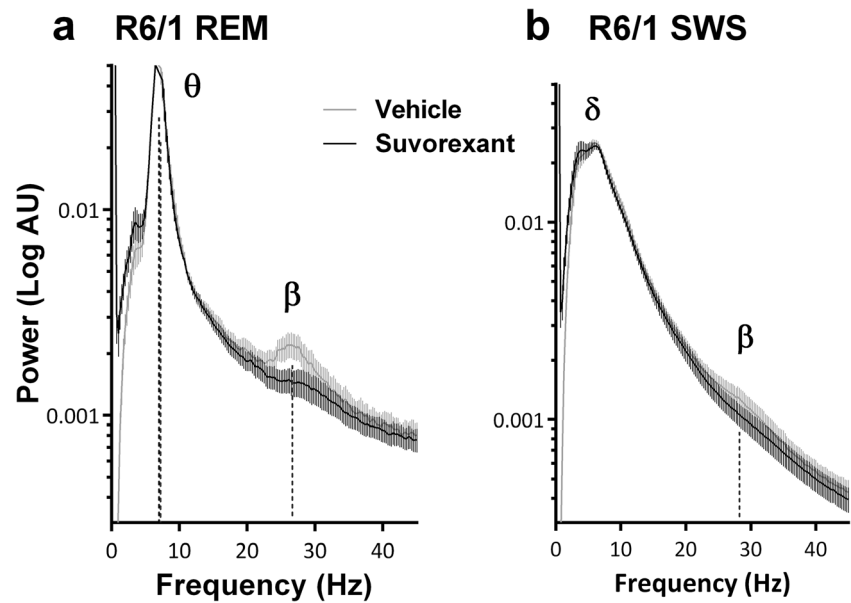 a R6/1 REM
b R6/1 SWS
θ
δ
Vehicle
Suvorexant
β
β
Power (Log AU)
0.01
0.001
0.01
0.001
0 10 20 30 40
0 10 20 30 40
Frequency (Hz)
Frequency (Hz)